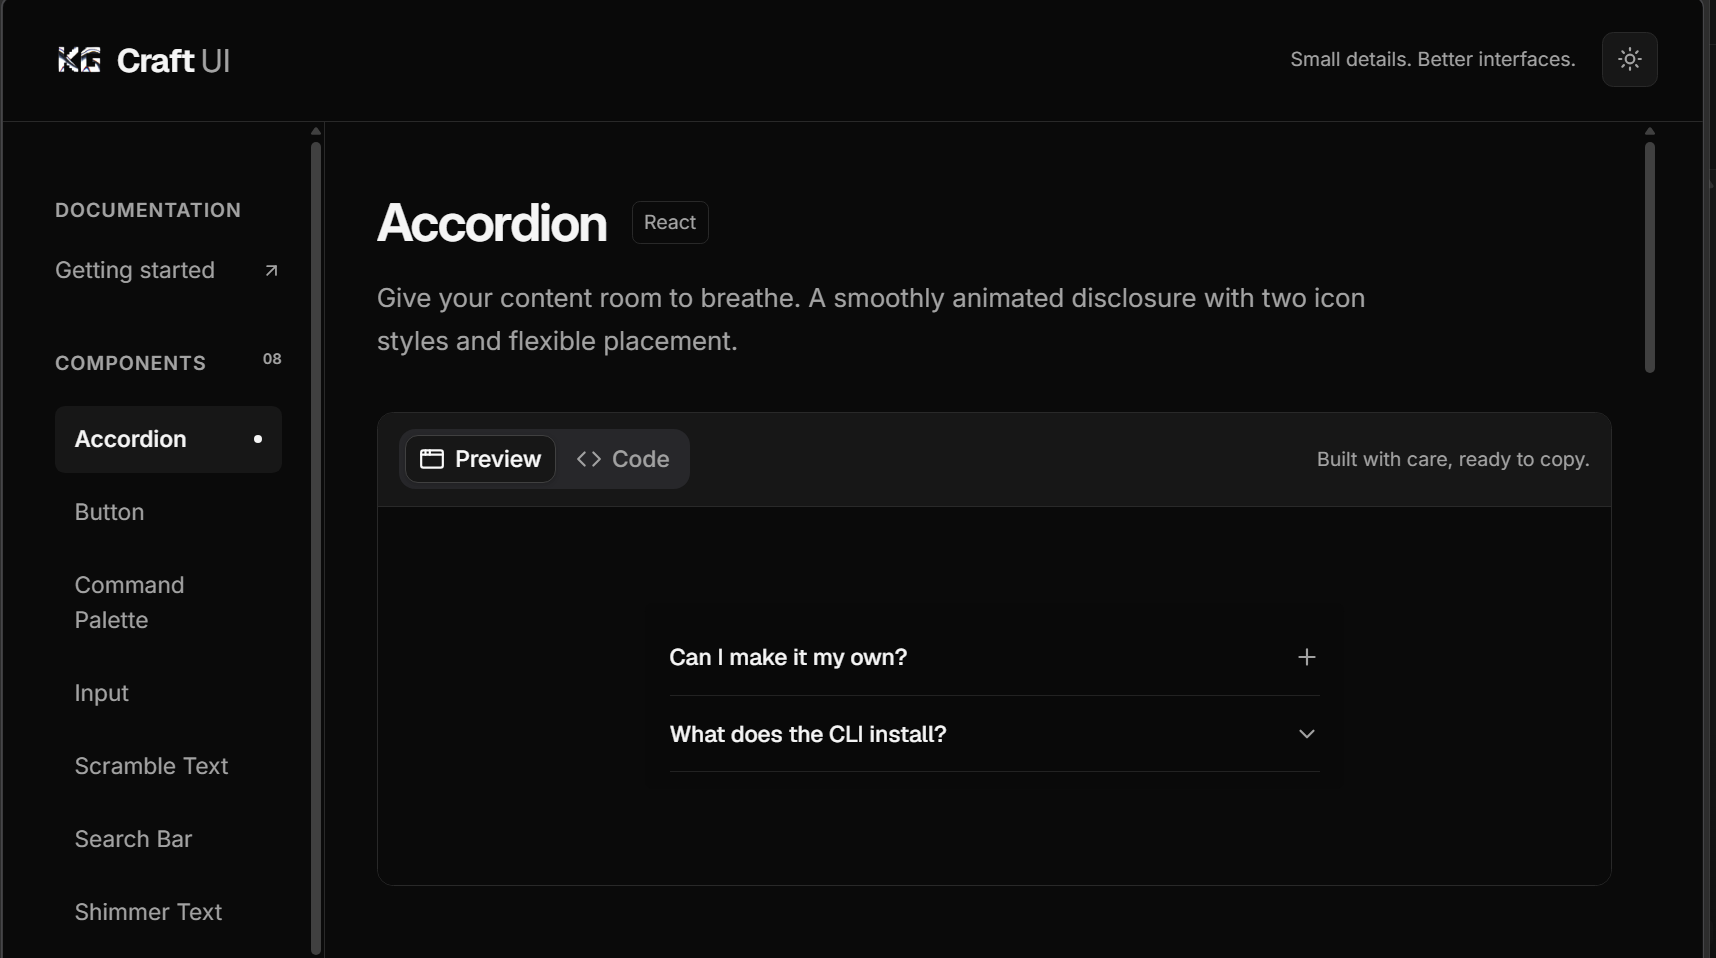 KG Craft UI
Small details. Better interfaces.
DOCUMENTATION
Getting started
COMPONENTS 08
Accordion
Button
Command
Palette
Input
Scramble Text
Search Bar
Shimmer Text
Accordion React
Give your content room to breathe. A smoothly animated disclosure with two icon
styles and flexible placement.
Preview Code
Built with care, ready to copy.
Can I make it my own?
What does the CLI install?